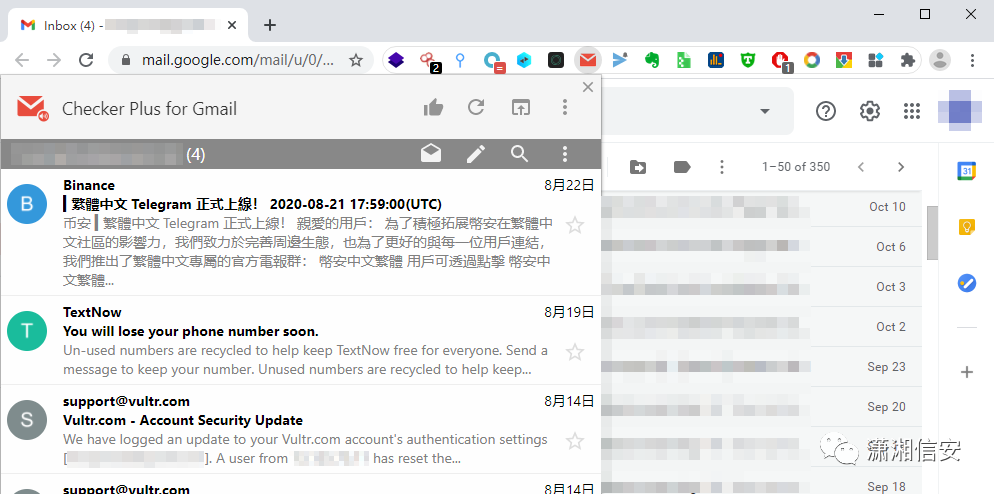 Inbox (4) -
mail.google.com/mail/u/0/...
2
1
Checker Plus for Gmail
(4)
1–50 of 350
31
B
Binance
8月22日
┃繁體中文 Telegram 正式上線！ 2020-08-21 17:59:00(UTC)
币安┃繁體中文 Telegram 正式上線！ 親愛的用戶： 為了積極拓展幣安在繁體中
文社區的影響力，我們致力於完善周邊生態，也為了更好的與每一位用戶連結，
我們推出了繁體中文專屬的官方電報群： 幣安中文繁體 用戶可透過點擊 幣安中
文繁體...
T
TextNow
8月19日
You will lose your phone number soon.
Un-used numbers are recycled to help keep TextNow free for everyone. Send a
message to keep your number. Unused numbers are recycled to help keep...
S
support@vultr.com
8月14日
Vultr.com - Account Security Update
We have logged an update to your Vultr.com account's authentication settings
[ ]. A user from has reset the...
support@vultr.com
8月14日
Oct 10
Oct 6
Oct 3
Oct 2
Sep 23
Sep 20
Sep 18
潇湘信安